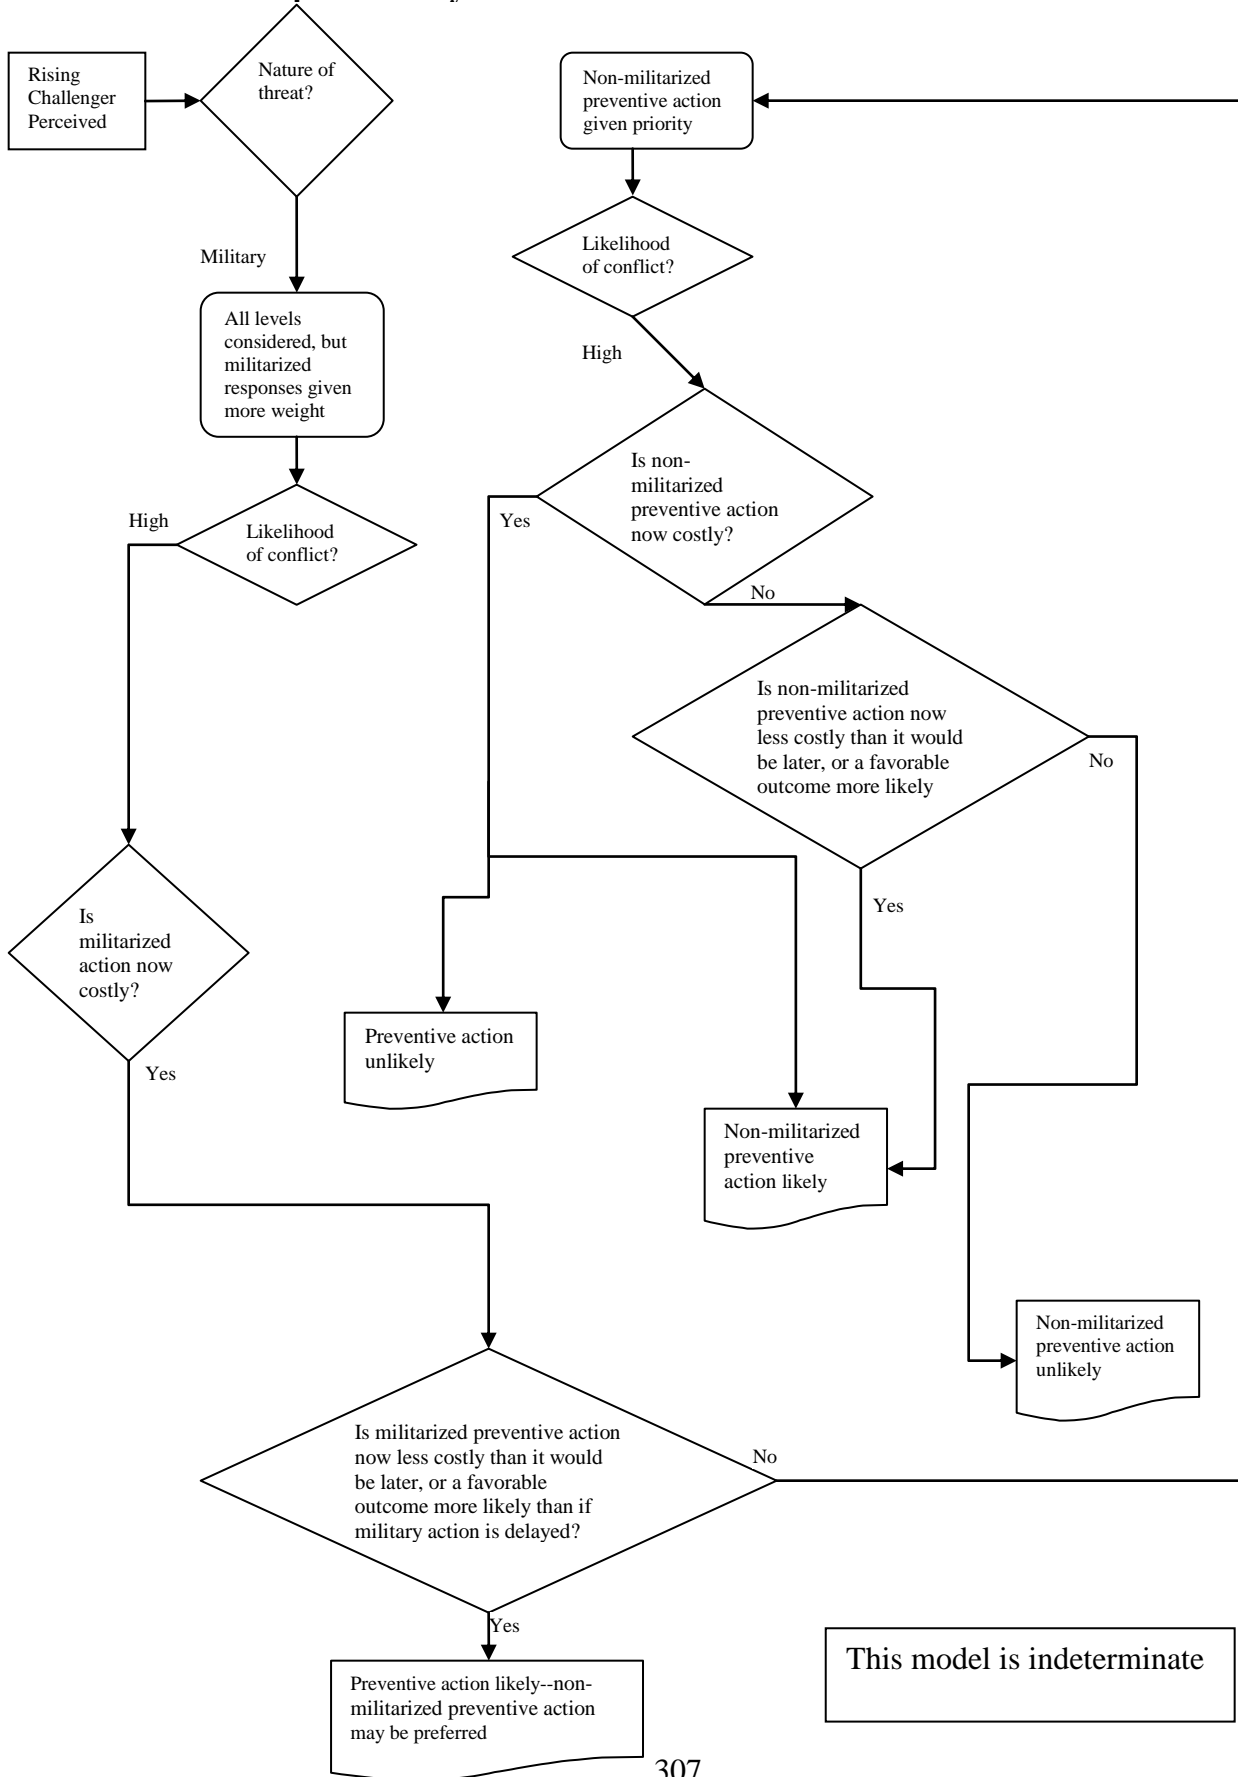 Rising
Challenger
Perceived
Nature of
threat?
Military
All levels
considered, but
militarized
responses given
more weight
High
Likelihood
of conflict?
Is
militarized
action now
costly?
Yes
Non-militarized
preventive action
given priority
Likelihood
of conflict?
High
Is non-
militarized
preventive action
now costly?
Yes
No
Is non-militarized
preventive action now
less costly than it would
be later, or a favorable
outcome more likely
No
Yes
Preventive action
unlikely
Non-militarized
preventive
action likely
Non-militarized
preventive action
unlikely
Is militarized preventive action
now less costly than it would
be later, or a favorable
outcome more likely than if
military action is delayed?
No
Yes
Preventive action likely--non-
militarized preventive action
may be preferred
This model is indeterminate
307